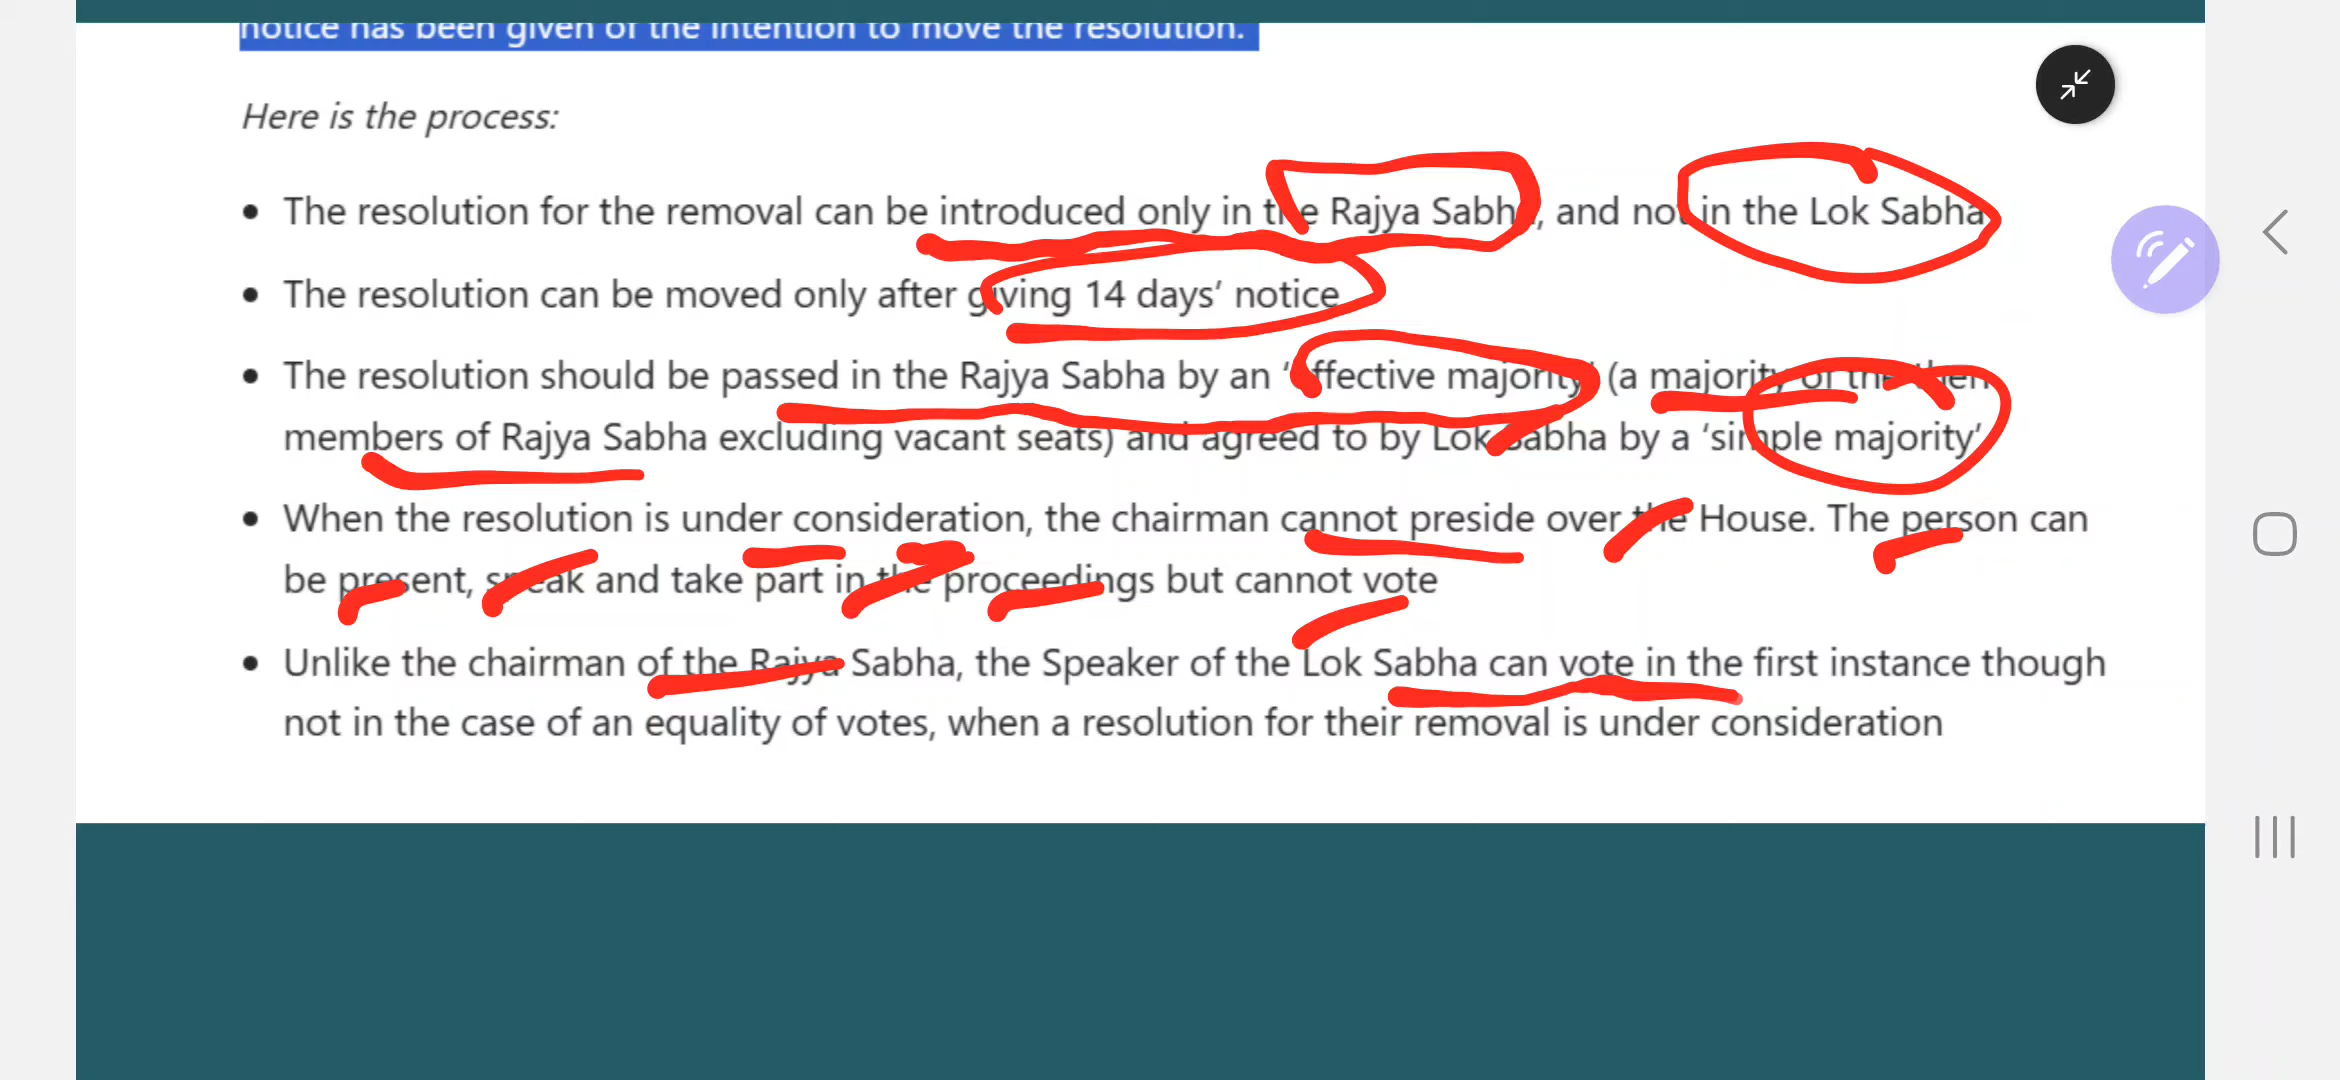 notice has been given of the intention to move the resolution.
Here is the process:
• The resolution for the removal can be introduced only in the Rajya Sabha, and not in the Lok Sabha
• The resolution can be moved only after giving 14 days’ notice
• The resolution should be passed in the Rajya Sabha by an ‘effective majority’ (a majority of the then
members of Rajya Sabha excluding vacant seats) and agreed to by Lok Sabha by a ‘simple majority’
• When the resolution is under consideration, the chairman cannot preside over the House. The person can
be present, speak and take part in the proceedings but cannot vote
• Unlike the chairman of the Rajya Sabha, the Speaker of the Lok Sabha can vote in the first instance though
not in the case of an equality of votes, when a resolution for their removal is under consideration